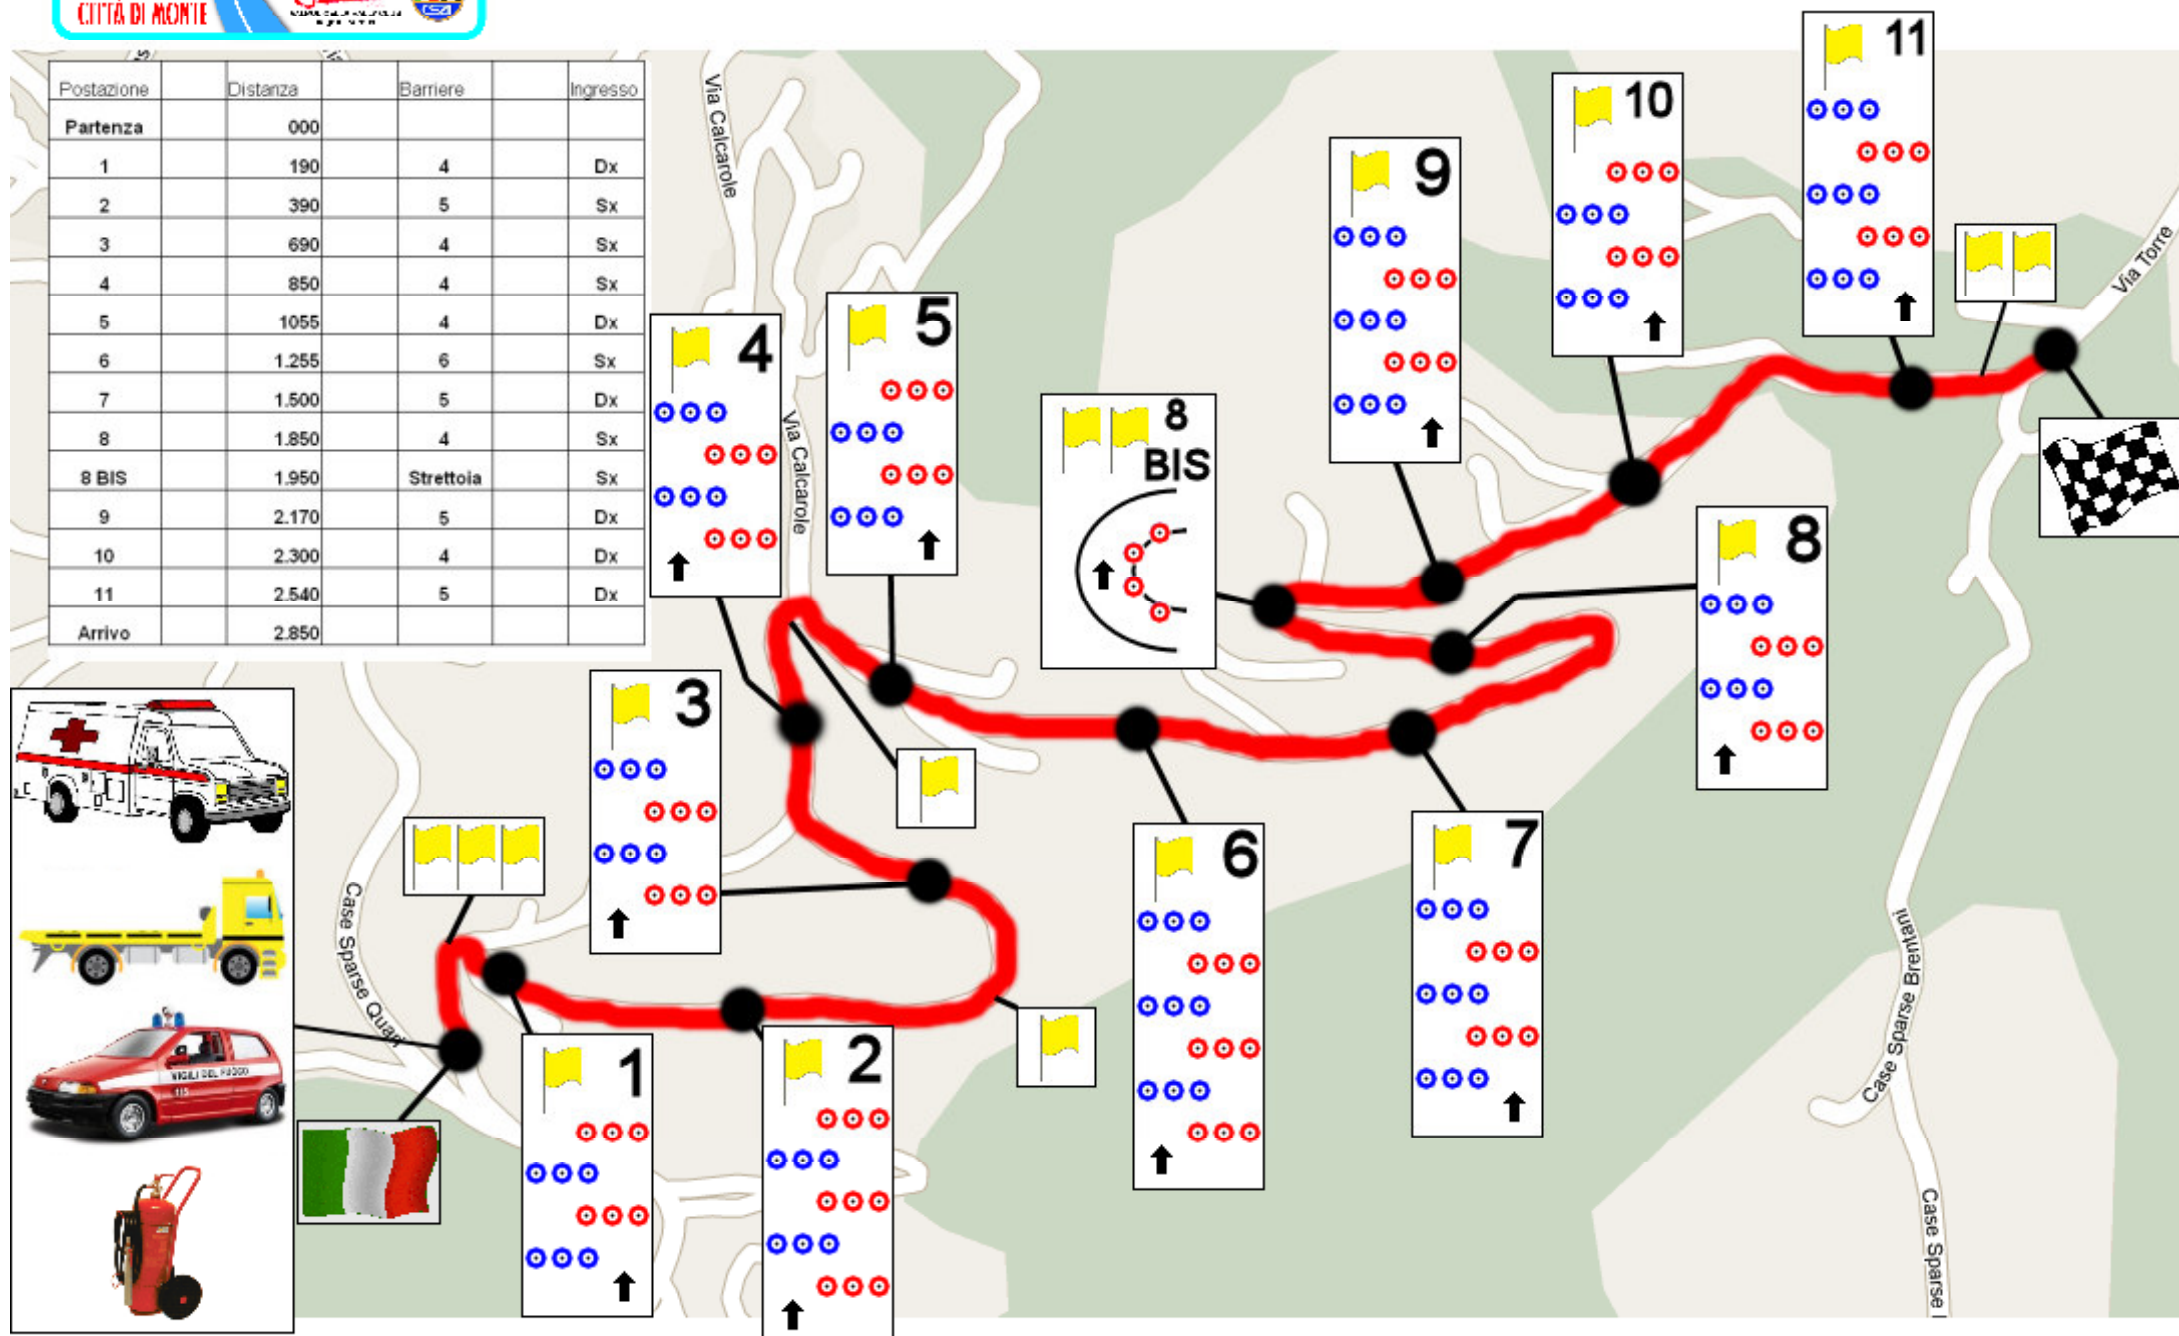 CITTÀ DI MONTE
Postazione Distanza Barriere Ingresso
Partenza 000
1 190 4 Dx
2 390 5 Sx
3 690 4 Sx
4 850 4 Sx
5 1055 4 Dx
6 1.255 6 Sx
7 1.500 5 Dx
8 1.850 4 Sx
8 BIS 1.950 Strettoia Sx
9 2.170 5 Dx
10 2.300 4 Dx
11 2.540 5 Dx
Arrivo 2.850
Via Calcarole
Via Calcarole
4
5
8
BIS
9
10
11
Via Torre
8
3
6
7
1
2
VIGILI DEL FUOCO
115
Case Sparse Quari
Case Sparse Brentani
Case Sparse